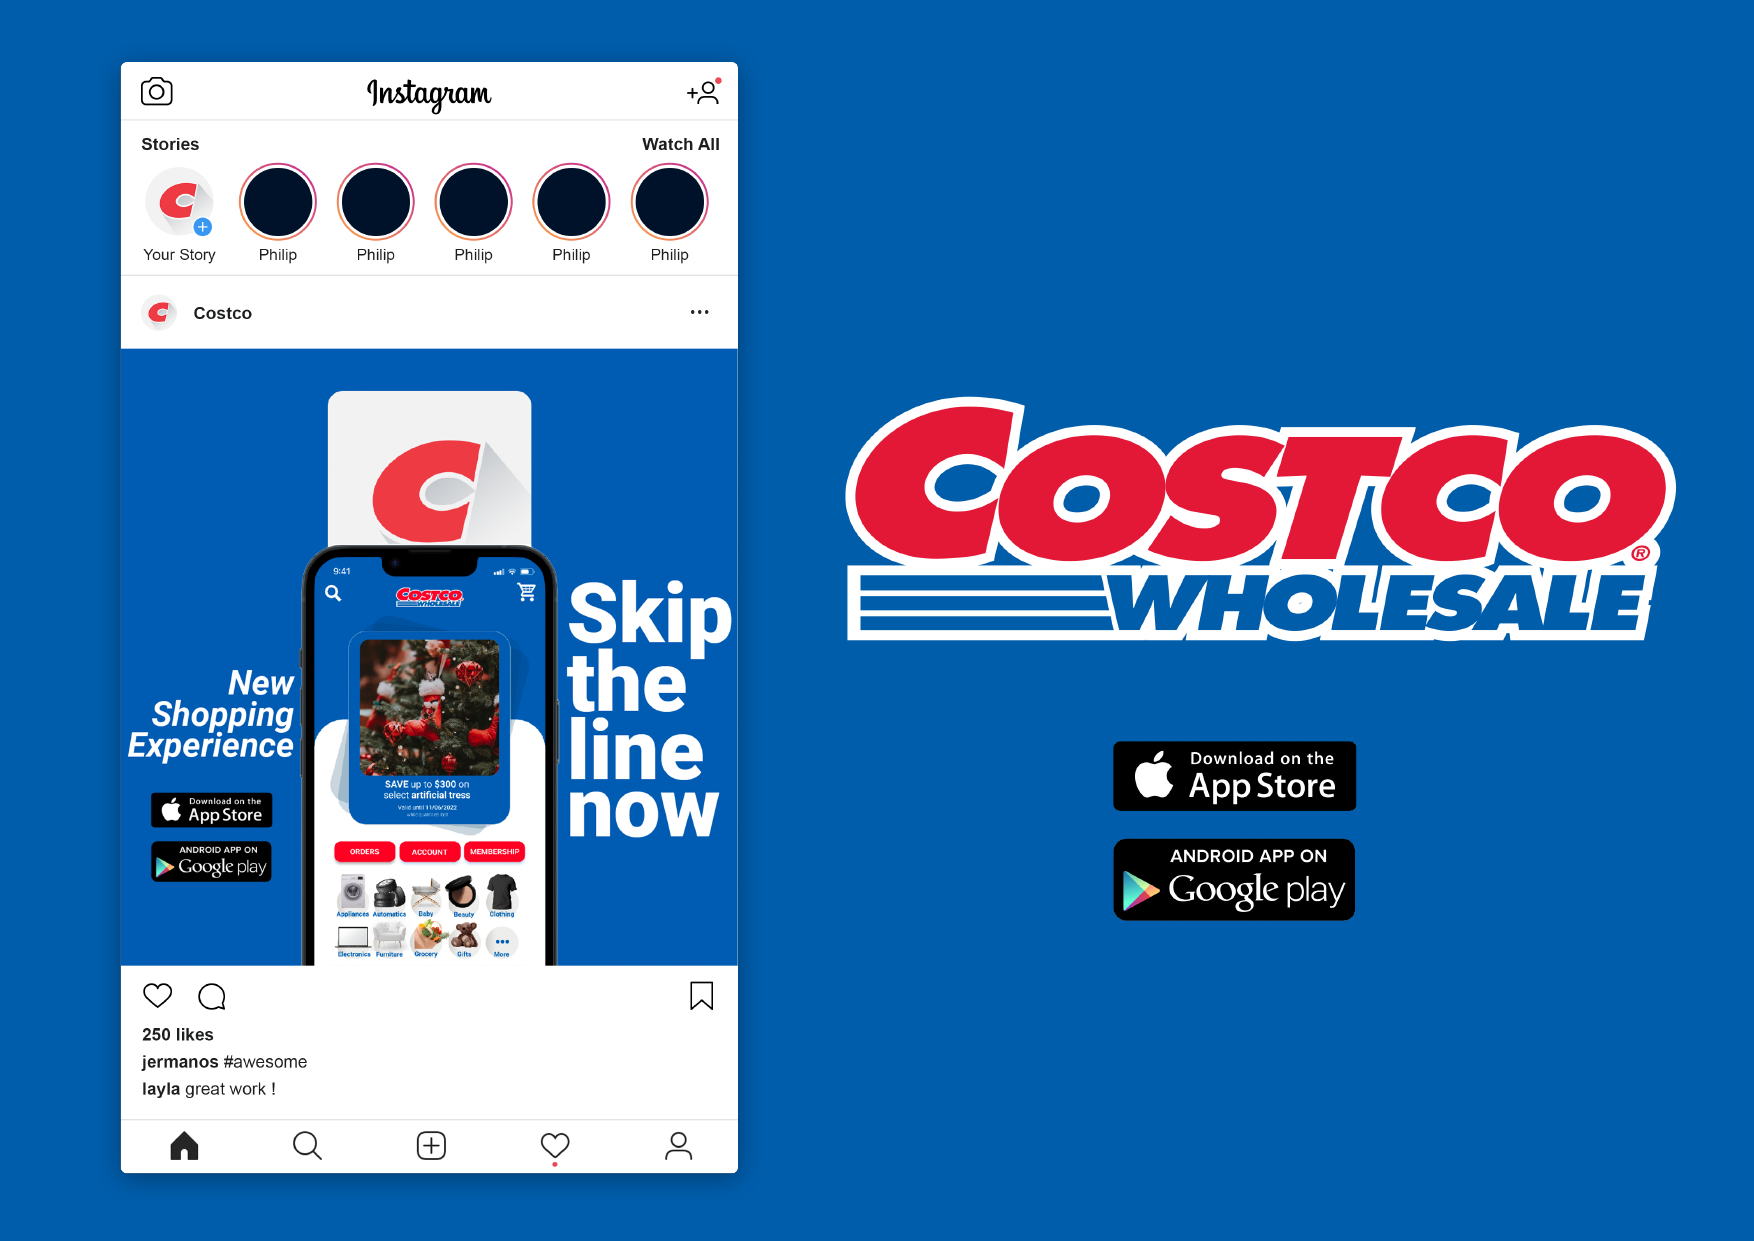 Instagram
Stories
Watch All
Your Story
Philip
Philip
Philip
Philip
Philip
Costco
9:41
COSTCO
WHOLESALE
New
Shopping
Experience
Download on the
App Store
ANDROID APP ON
Google play
Skip
the
line
now
SAVE up to $300 on
select artificial tress
Valid until 11/06/2022
ORDERS
ACCOUNT
MEMBERSHIP
Appliances
Automatics
Baby
Beauty
Clothing
Electronics
Furniture
Grocery
Gifts
More
250 likes
jermanos #awesome
layla great work !
COSTCO
®
WHOLESALE
Download on the
App Store
ANDROID APP ON
Google play